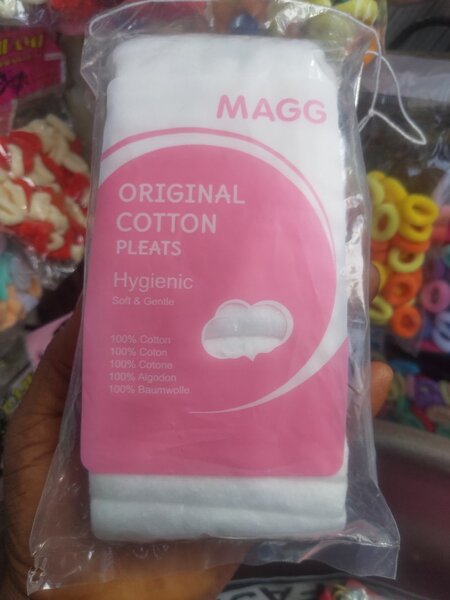 MAGG
ORIGINAL
COTTON
PLEATS
Hygienic
Soft & Gentle
100% Cotton
100% Coton
100% Cotone
100% Algodon
100% Baumwolle